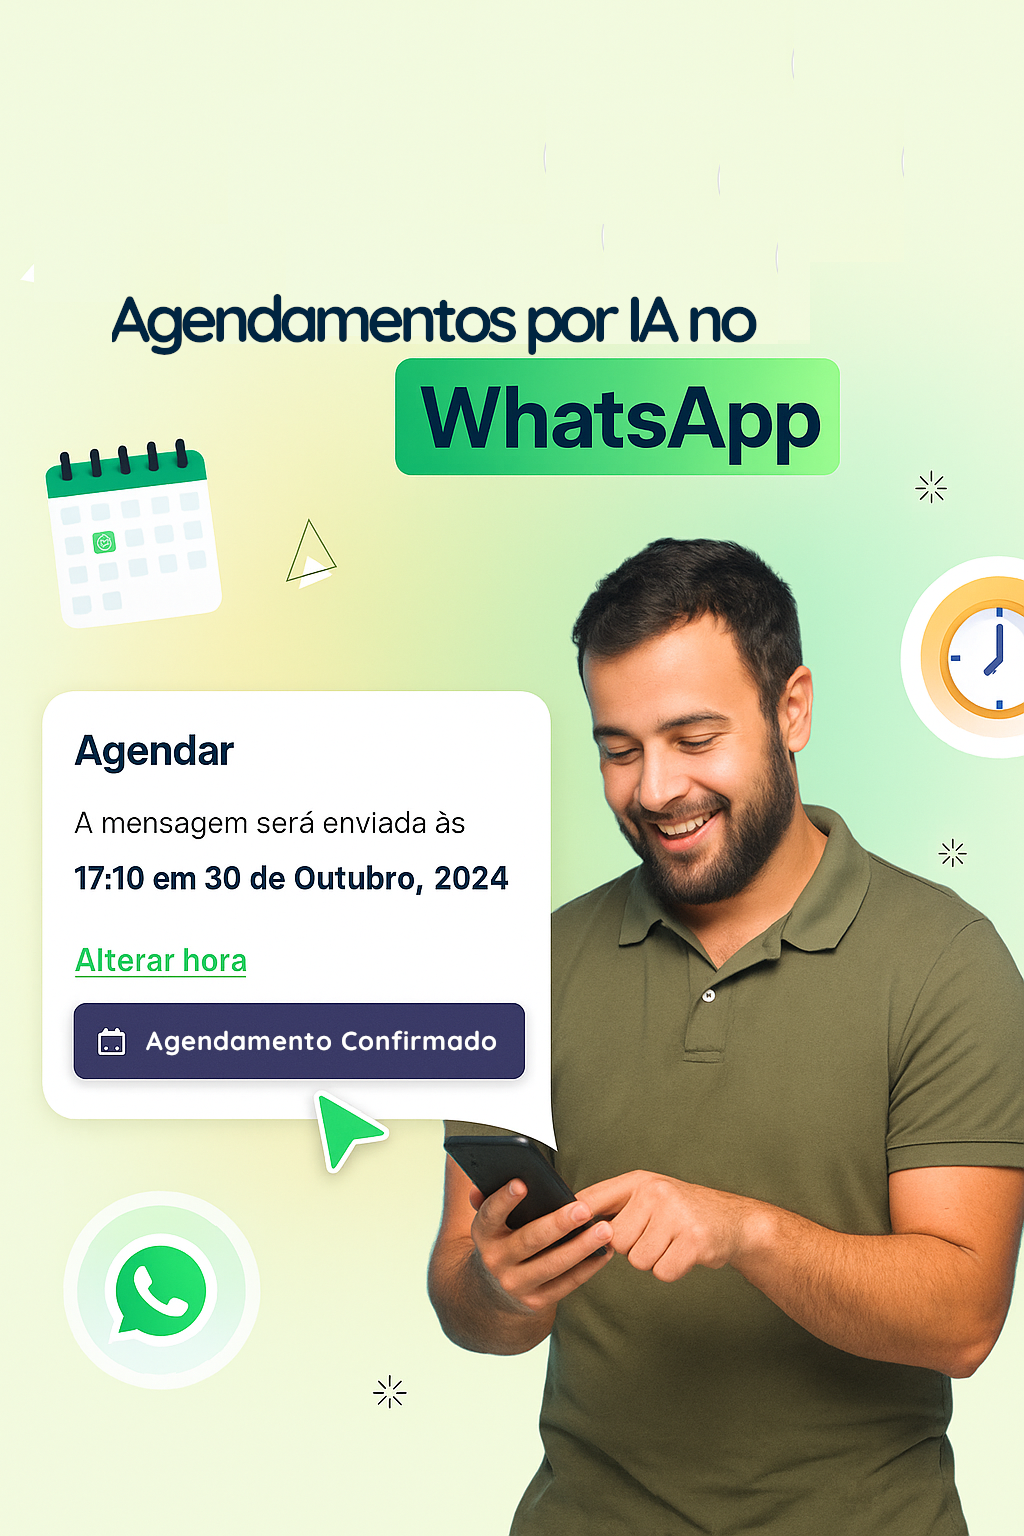 Agendamentos por IA no
WhatsApp
Agendar
A mensagem será enviada às
17:10 em 30 de Outubro, 2024
Alterar hora
Agendamento Confirmado